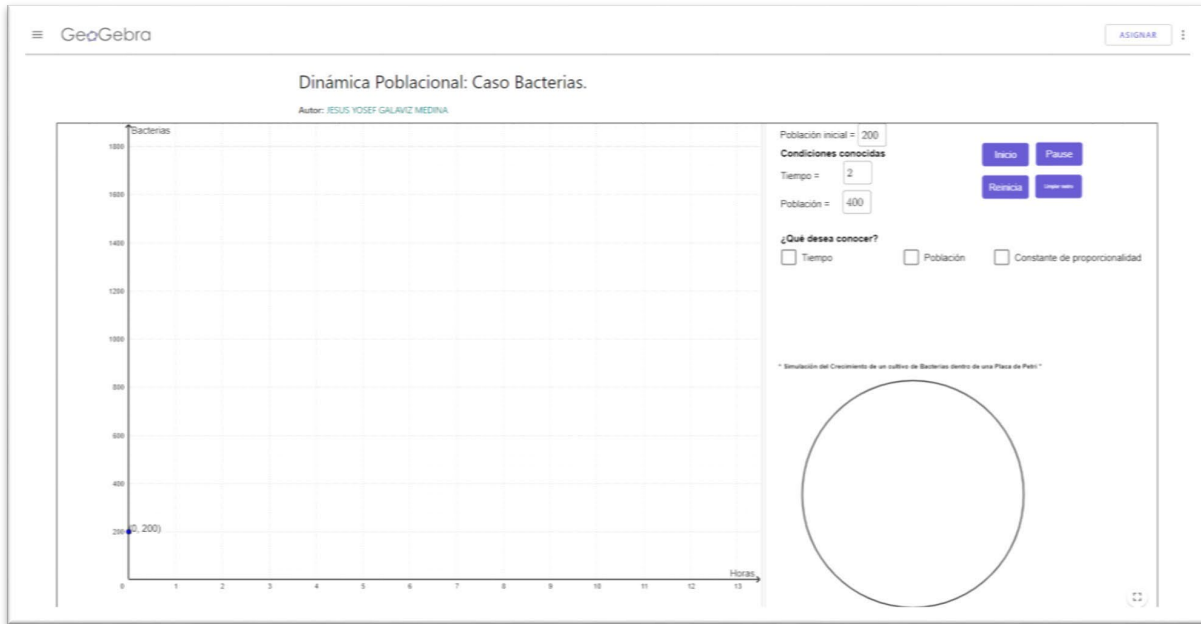 GeoGebra
ASIGNAR
Dinámica Poblacional: Caso Bacterias.
Autor: JESUS YOSEF GALAVIZ MEDINA
Bacterias
1800
1600
1400
1200
1000
800
600
400
200
(0, 200)
0 1 2 3 4 5 6 7 8 9 10 11 12 13
Horas
Población inicial = 200
Condiciones conocidas
Tiempo = 2
Población = 400
Inicio Pause
Reinicia
¿Qué desea conocer?
Tiempo Población Constante de proporcionalidad
" Simulación del Crecimiento de un cultivo de Bacterias dentro de una Placa de Petri "